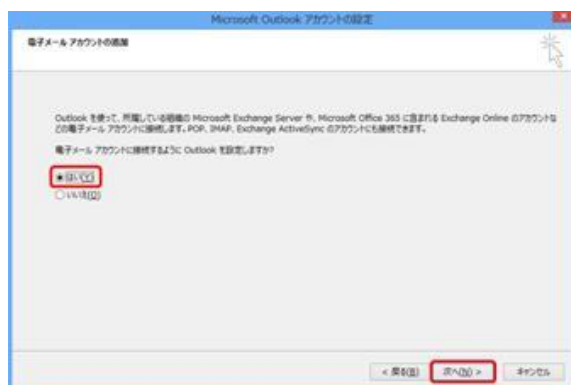 Microsoft Outlook アカウントの設定
電子メール アカウントの追加
Outlook を使って、所属している組織の Microsoft Exchange Server や、Microsoft Office 365 に含まれる Exchange Online のアカウントな
どの電子メール アカウントに接続します。POP、IMAP、Exchange ActiveSync のアカウントにも接続できます。
電子メール アカウントに接続するように Outlook を設定しますか?
はい(Y)
いいえ(O)
< 戻る(B)
次へ(N) >
キャンセル